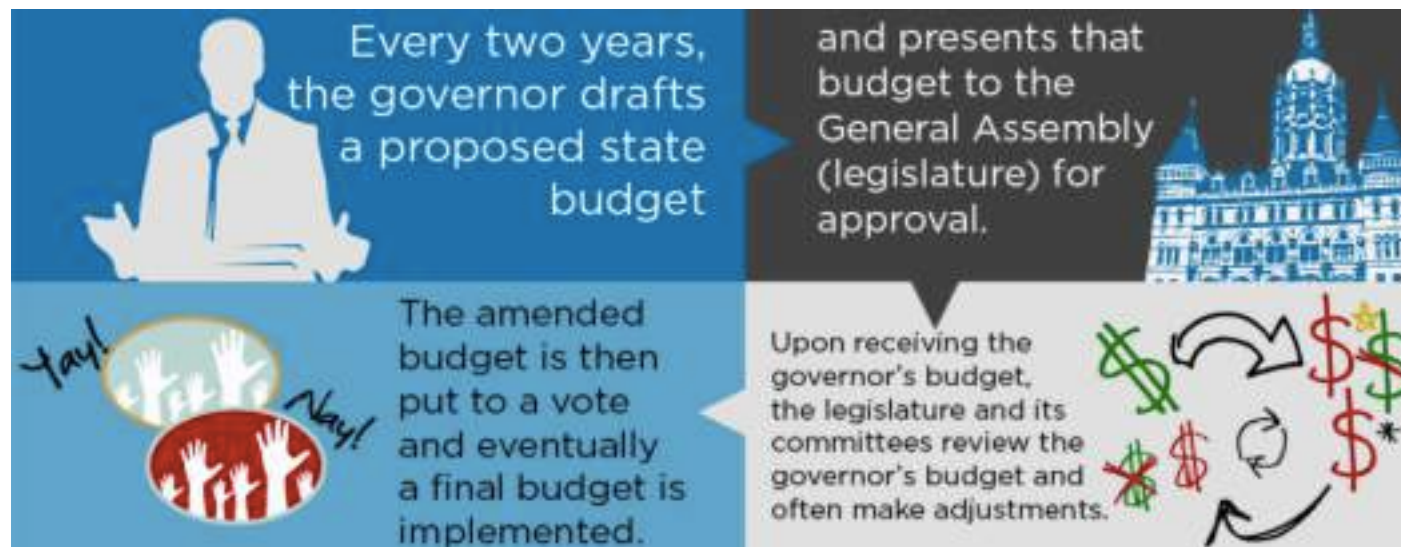 Every two years,
the governor drafts
a proposed state
budget
and presents that
budget to the
General Assembly
(legislature) for
approval.
Upon receiving the
governor's budget,
the legislature and its
committees review the
governor's budget and
often make adjustments.
The amended
budget is then
put to a vote
and eventually
a final budget is
implemented.
Yay!
Nay!
$
$
$
$
$*
$